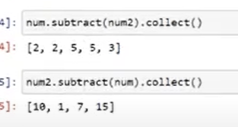 4]: num.subtract(num2).collect()
4]: [2, 2, 5, 5, 3]
5]: num2.subtract(num).collect()
5]: [10, 1, 7, 15]